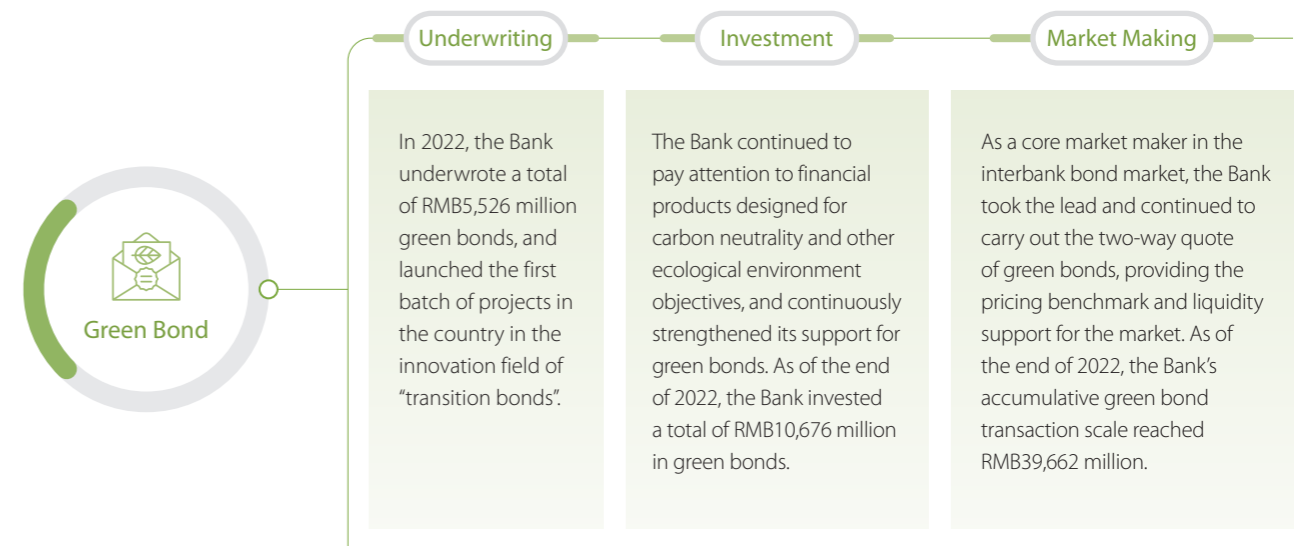 Green Bond
Underwriting
In 2022, the Bank
underwrote a total
of RMB5,526 million
green bonds, and
launched the first
batch of projects in
the country in the
innovation field of
“transition bonds”.
Investment
The Bank continued to
pay attention to financial
products designed for
carbon neutrality and other
ecological environment
objectives, and continuously
strengthened its support for
green bonds. As of the end
of 2022, the Bank invested
a total of RMB10,676 million
in green bonds.
Market Making
As a core market maker in the
interbank bond market, the Bank
took the lead and continued to
carry out the two-way quote
of green bonds, providing the
pricing benchmark and liquidity
support for the market. As of
the end of 2022, the Bank’s
accumulative green bond
transaction scale reached
RMB39,662 million.